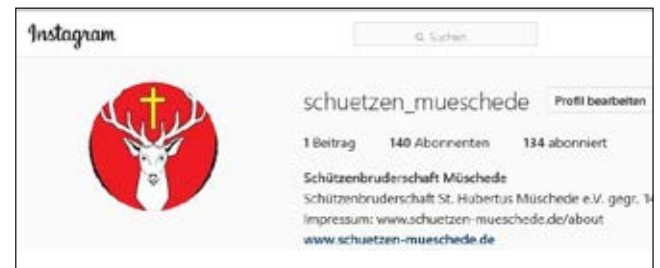 Instagram
Suchen
schuetzen_mueschede Profil bearbeiten
1 Beitrag 140 Abonnenten 134 abonniert
Schützenbruderschaft Müschede
Schützenbruderschaft St. Hubertus Müschede e.V. gegr.
Impressum: www.schuetzen-mueschede.de/about
www.schuetzen-mueschede.de